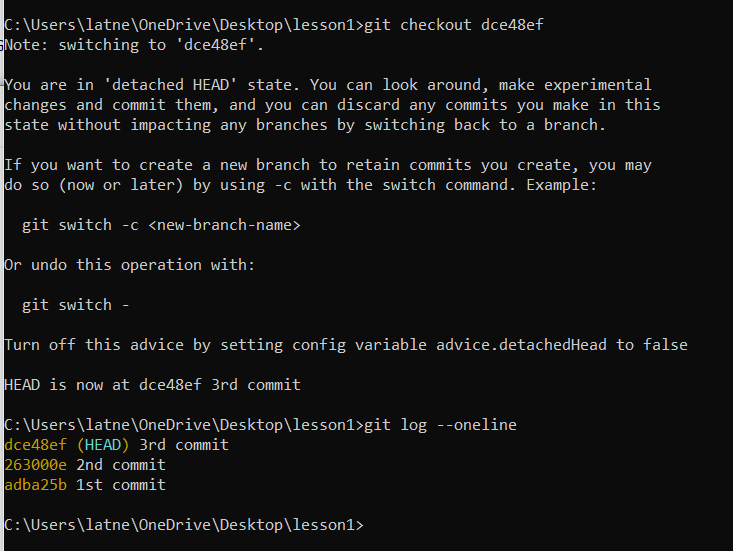 C:\Users\latne\OneDrive\Desktop\lesson1>git checkout dce48ef
Note: switching to 'dce48ef'.
You are in 'detached HEAD' state. You can look around, make experimental
changes and commit them, and you can discard any commits you make in this
state without impacting any branches by switching back to a branch.
If you want to create a new branch to retain commits you create, you may
do so (now or later) by using -c with the switch command. Example:
git switch -c <new-branch-name>
Or undo this operation with:
git switch -
Turn off this advice by setting config variable advice.detachedHead to false
HEAD is now at dce48ef 3rd commit
C:\Users\latne\OneDrive\Desktop\lesson1>git log --oneline
dce48ef (HEAD) 3rd commit
263000e 2nd commit
adba25b 1st commit
C:\Users\latne\OneDrive\Desktop\lesson1>